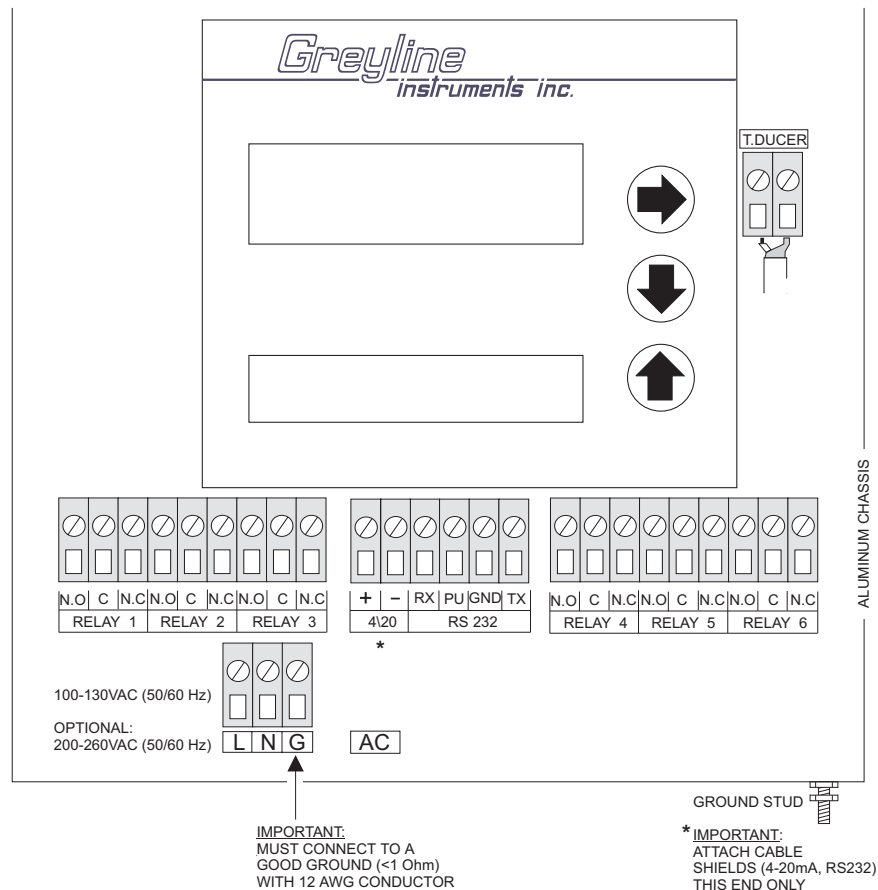 Greyline
instruments inc.
T.DUCER
ALUMINUM CHASSIS
N.O C N.C N.O C N.C N.O C N.C
RELAY 1 RELAY 2 RELAY 3
+ − RX PU GND TX
4\20 RS 232
*
N.O C N.C N.O C N.C N.O C N.C
RELAY 4 RELAY 5 RELAY 6
100-130VAC (50/60 Hz)
OPTIONAL:
200-260VAC (50/60 Hz)
L N G
AC
GROUND STUD
IMPORTANT:
MUST CONNECT TO A
GOOD GROUND (<1 Ohm)
WITH 12 AWG CONDUCTOR
* IMPORTANT:
ATTACH CABLE
SHIELDS (4-20mA, RS232)
THIS END ONLY